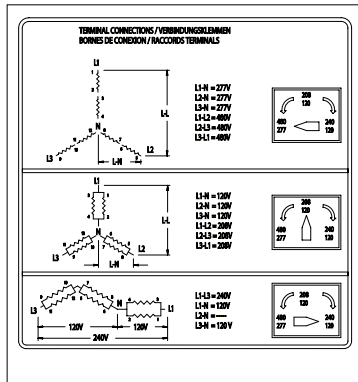 TERMINAL CONNECTIONS / VERBINDUNGSKLEMMEN
BORNES DE CONEXION / RACCORDS TERMINALS
L1
L-L
N
L3
L2
L-N
L1-N = 277V
L2-N = 277V
L3-N = 277V
L1-L2 = 480V
L2-L3 = 480V
L3-L1 = 480V
208
120
480
277
240
120
L1
L-L
N
L3
L2
L-N
L1-N = 120V
L2-N = 120V
L3-N = 120V
L1-L2 = 208V
L2-L3 = 208V
L3-L1 = 208V
208
120
480
277
240
120
L3
N
L1
120V
120V
240V
L1-L3 = 240V
L1-N = 120V
L2-N = ----
L3-N = 120 V
208
120
480
277
240
120